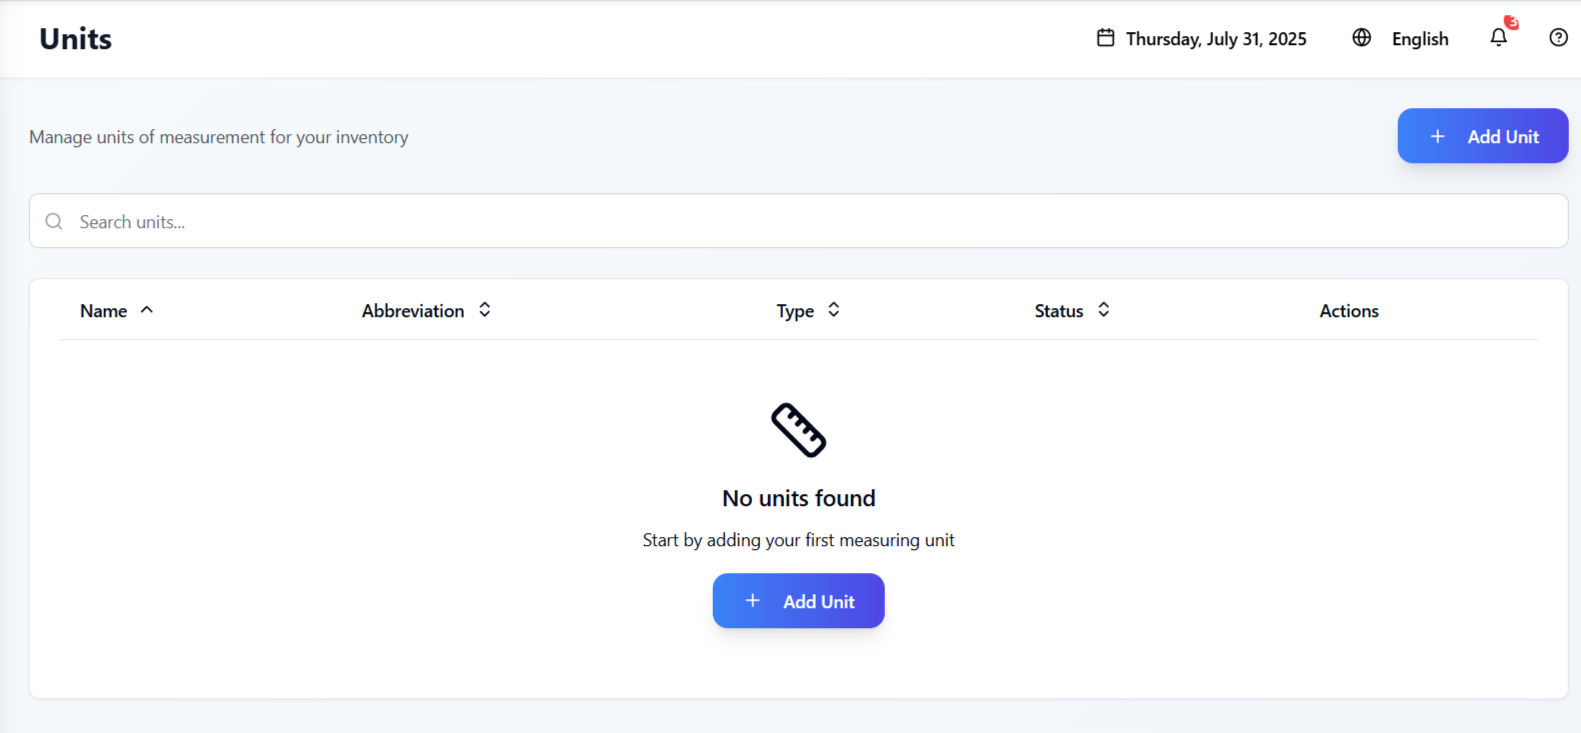 Units
Thursday, July 31, 2025
English
3
Manage units of measurement for your inventory
+ Add Unit
Search units...
Name
Abbreviation
Type
Status
Actions
No units found
Start by adding your first measuring unit
+ Add Unit